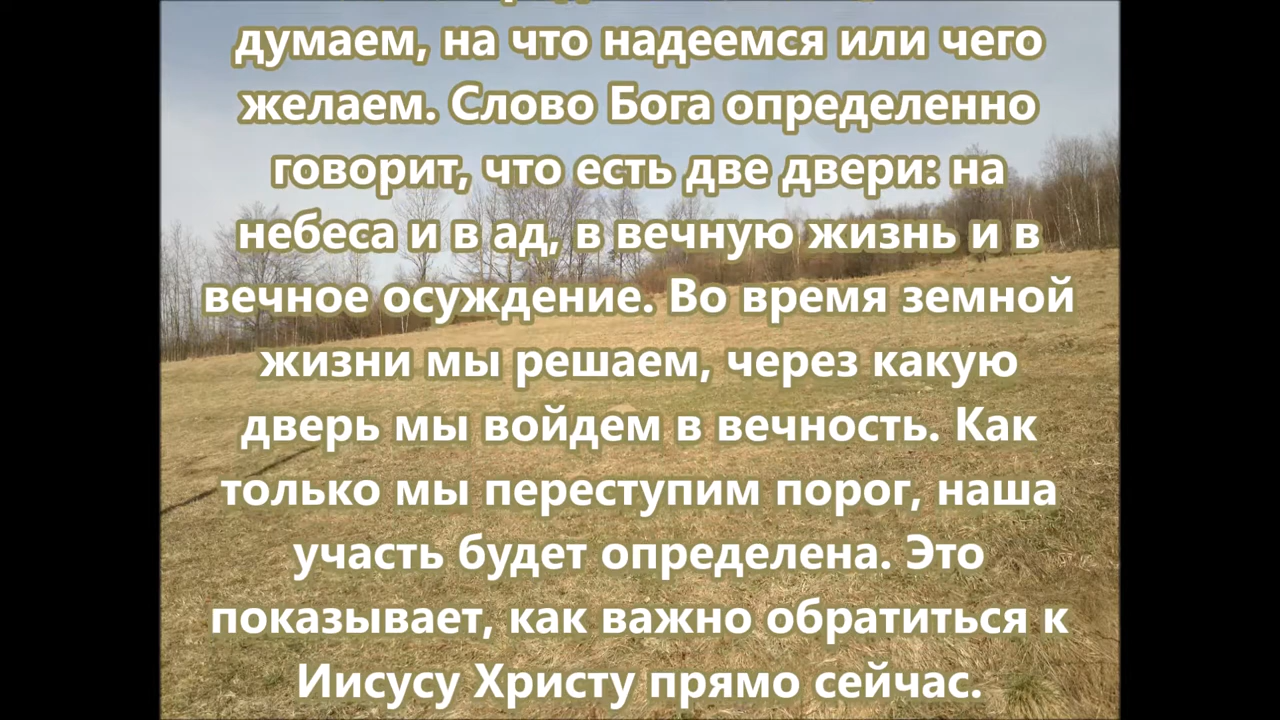 думаем, на что надеемся или чего
желаем. Слово Бога определенно
говорит, что есть две двери: на
небеса и в ад, в вечную жизнь и в
вечное осуждение. Во время земной
жизни мы решаем, через какую
дверь мы войдем в вечность. Как
только мы переступим порог, наша
участь будет определена. Это
показывает, как важно обратиться к
Иисусу Христу прямо сейчас.